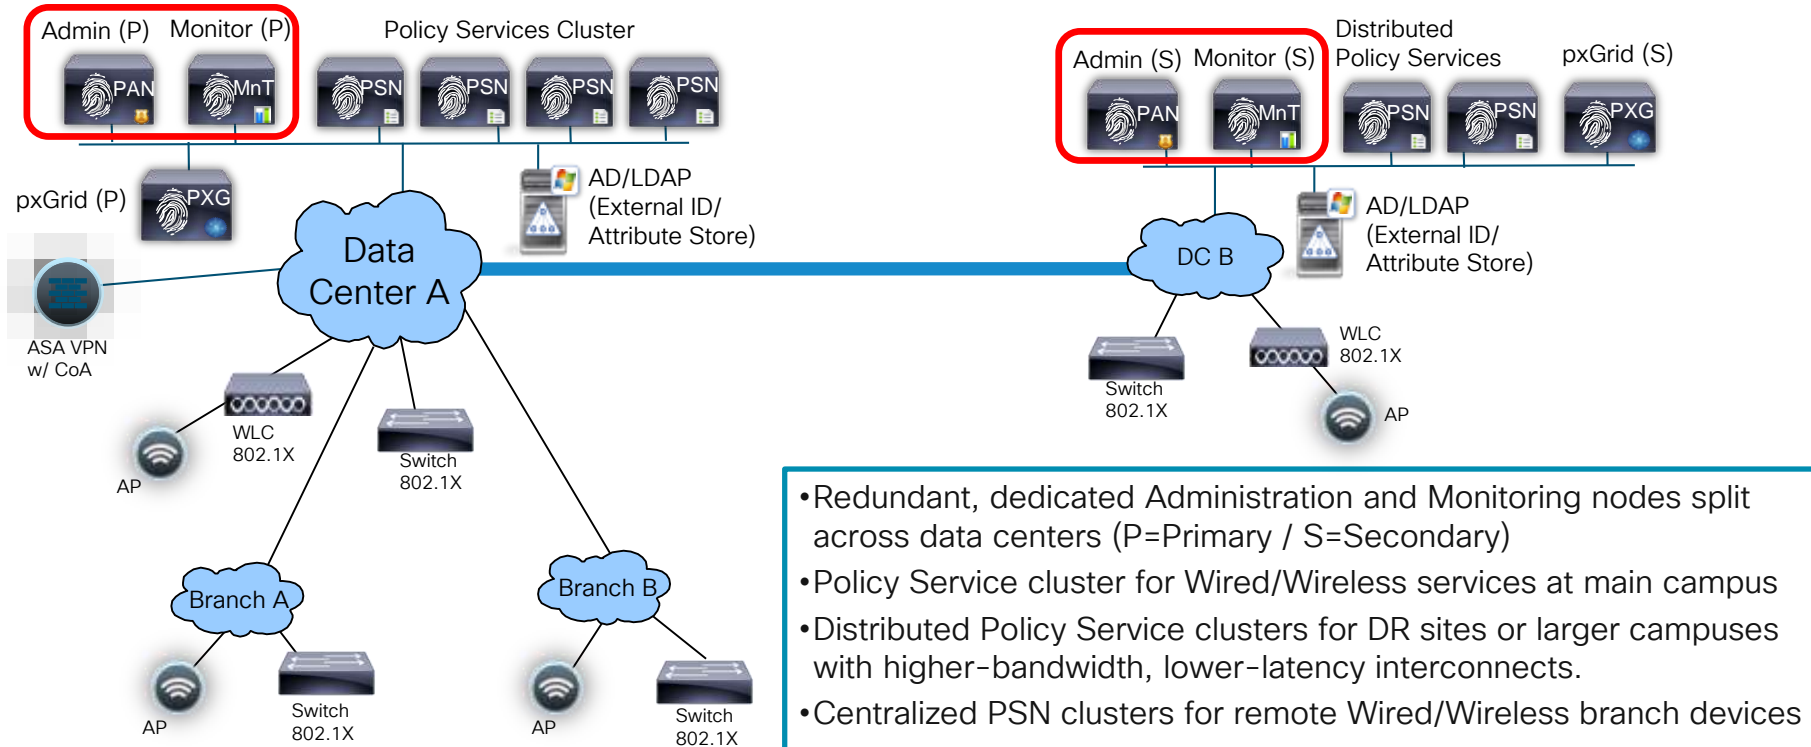 Admin (P)
Monitor (P)
Policy Services Cluster
PAN
MnT
PSN
PSN
PSN
PSN
Admin (S)
Monitor (S)
Distributed
Policy Services
pxGrid (S)
PAN
MnT
PSN
PSN
PXG
pxGrid (P)
PXG
AD/LDAP
(External ID/
Attribute Store)
AD/LDAP
(External ID/
Attribute Store)
Data
Center A
DC B
ASA VPN
w/ CoA
WLC
802.1X
AP
Switch
802.1X
Switch
802.1X
WLC
802.1X
AP
Branch A
Branch B
AP
Switch
802.1X
AP
Switch
802.1X
•Redundant, dedicated Administration and Monitoring nodes split
across data centers (P=Primary / S=Secondary)
•Policy Service cluster for Wired/Wireless services at main campus
•Distributed Policy Service clusters for DR sites or larger campuses
with higher-bandwidth, lower-latency interconnects.
•Centralized PSN clusters for remote Wired/Wireless branch devices